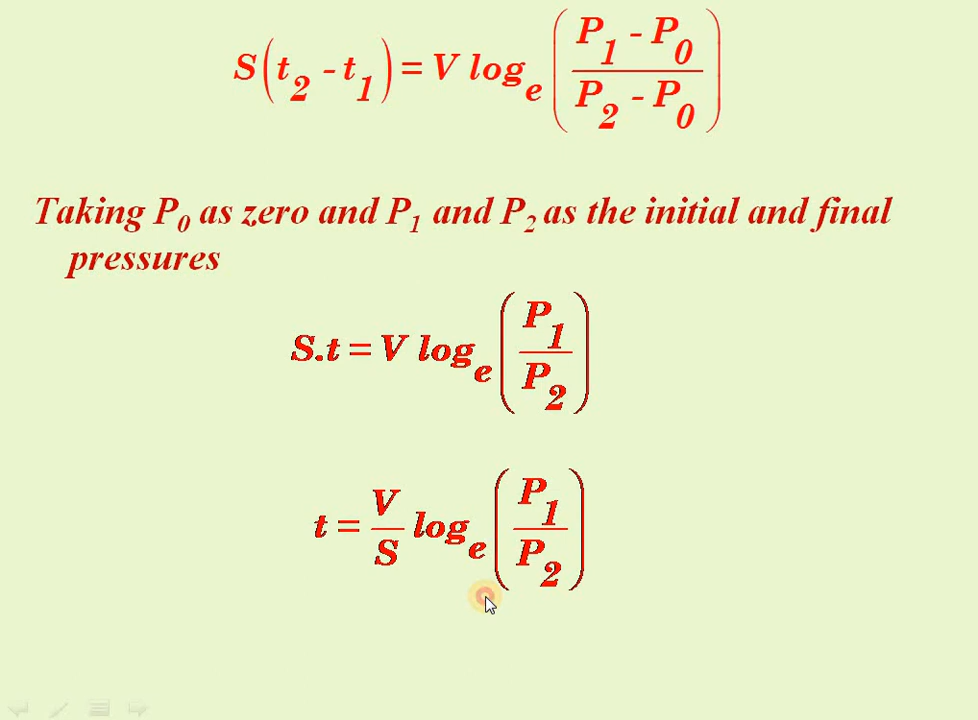 S(t₂ - t₁) = V logₑ ((P₁ - P₀) / (P₂ - P₀))
Taking P₀ as zero and P₁ and P₂ as the initial and final
pressures
S.t = V logₑ (P₁ / P₂)
t = V/S logₑ (P₁ / P₂)